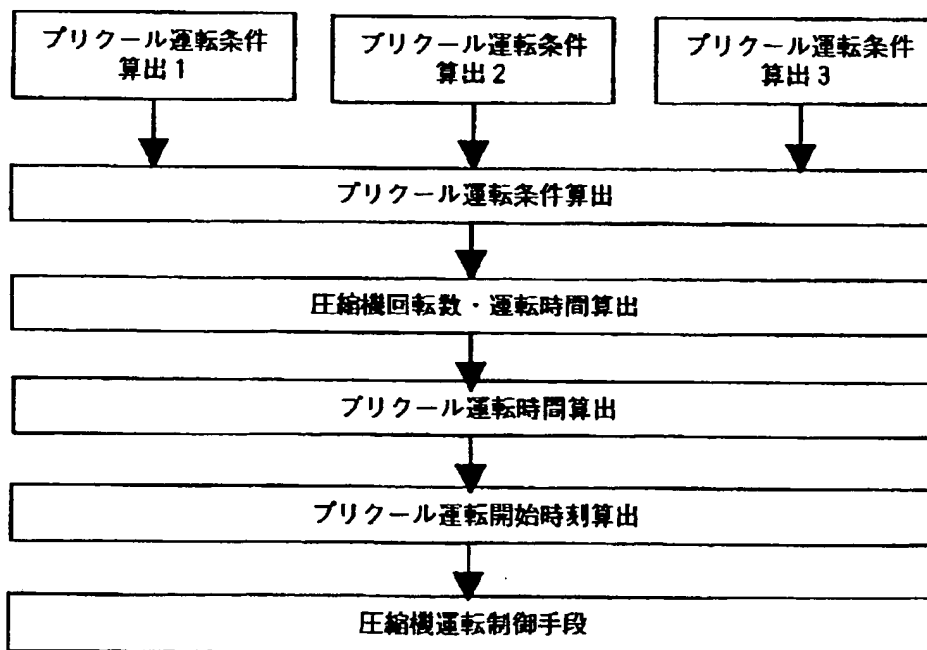 プリクール運転条件
算出1
プリクール運転条件
算出2
プリクール運転条件
算出3
プリクール運転条件算出
圧縮機回転数・運転時間算出
プリクール運転時間算出
プリクール運転開始時刻算出
圧縮機運転制御手段